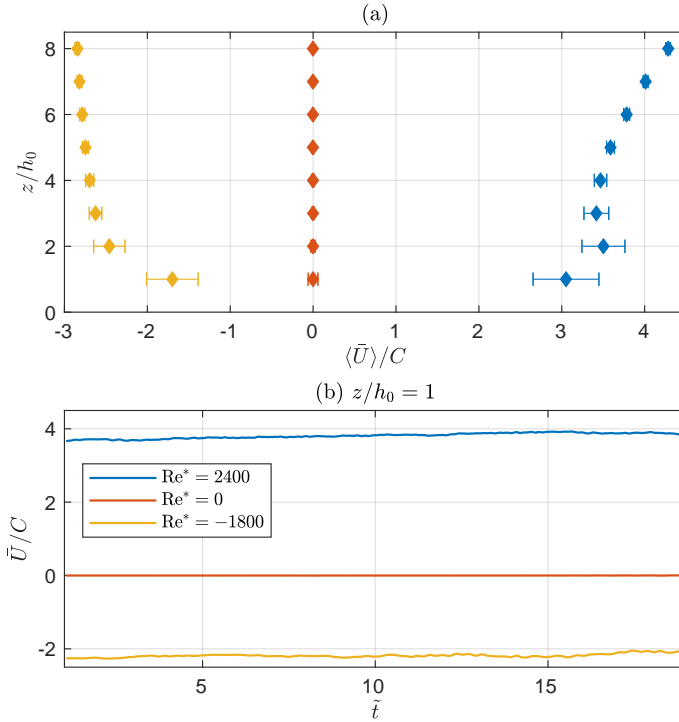 (a)
8
6
4
2
0
z/h₀
-3 -2 -1 0 1 2 3 4
⟨Ū⟩/C
(b) z/h₀ = 1
4
2
0
-2
Ū/C
Re* = 2400
Re* = 0
Re* = −1800
5 10 15
t̃